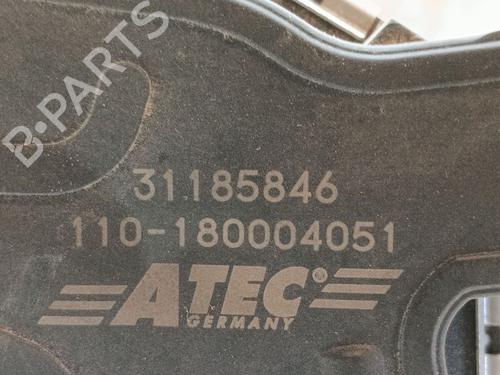 B·PARTS
31185846
110-180004051
ATEC®
GERMANY